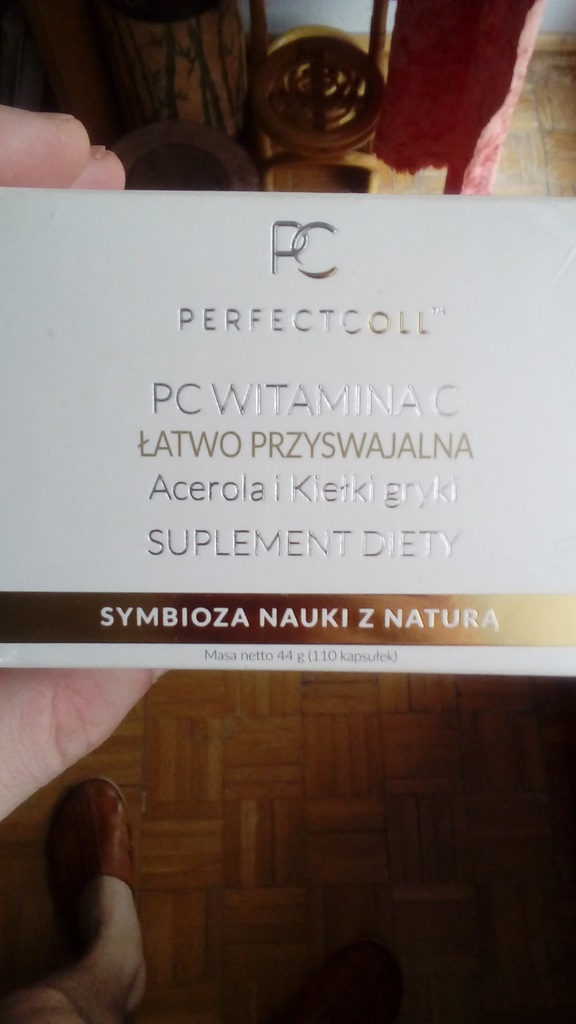 PC
PERFECTCOLL™
PC WITAMINA C
ŁATWO PRZYSWAJALNA
Acerola i Kiełki gryki
SUPLEMENT DIETY
SYMBIOZA NAUKI Z NATURĄ
Masa netto 44 g (110 kapsułek)